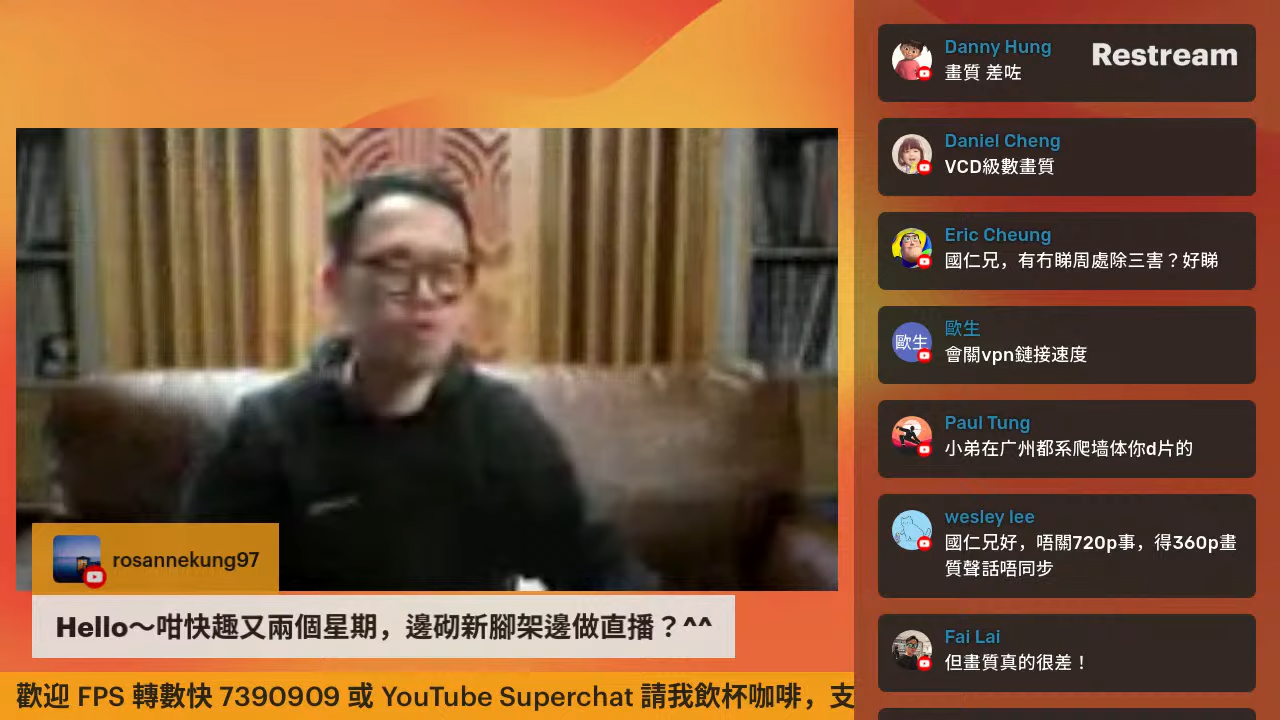 rosannekung97
Hello～咁快趣又兩個星期，邊砌新腳架邊做直播？^^
歡迎 FPS 轉數快 7390909 或 YouTube Superchat 請我飲杯咖啡，支
Restream
Danny Hung
畫質 差咗
Daniel Cheng
VCD級數畫質
Eric Cheung
國仁兄，有冇睇周處除三害？好睇
歐生
歐生
會關vpn鏈接速度
Paul Tung
小弟在广州都系爬墙体你d片的
wesley lee
國仁兄好，唔關720p事，得360p畫
質聲話唔同步
Fai Lai
但畫質真的很差！